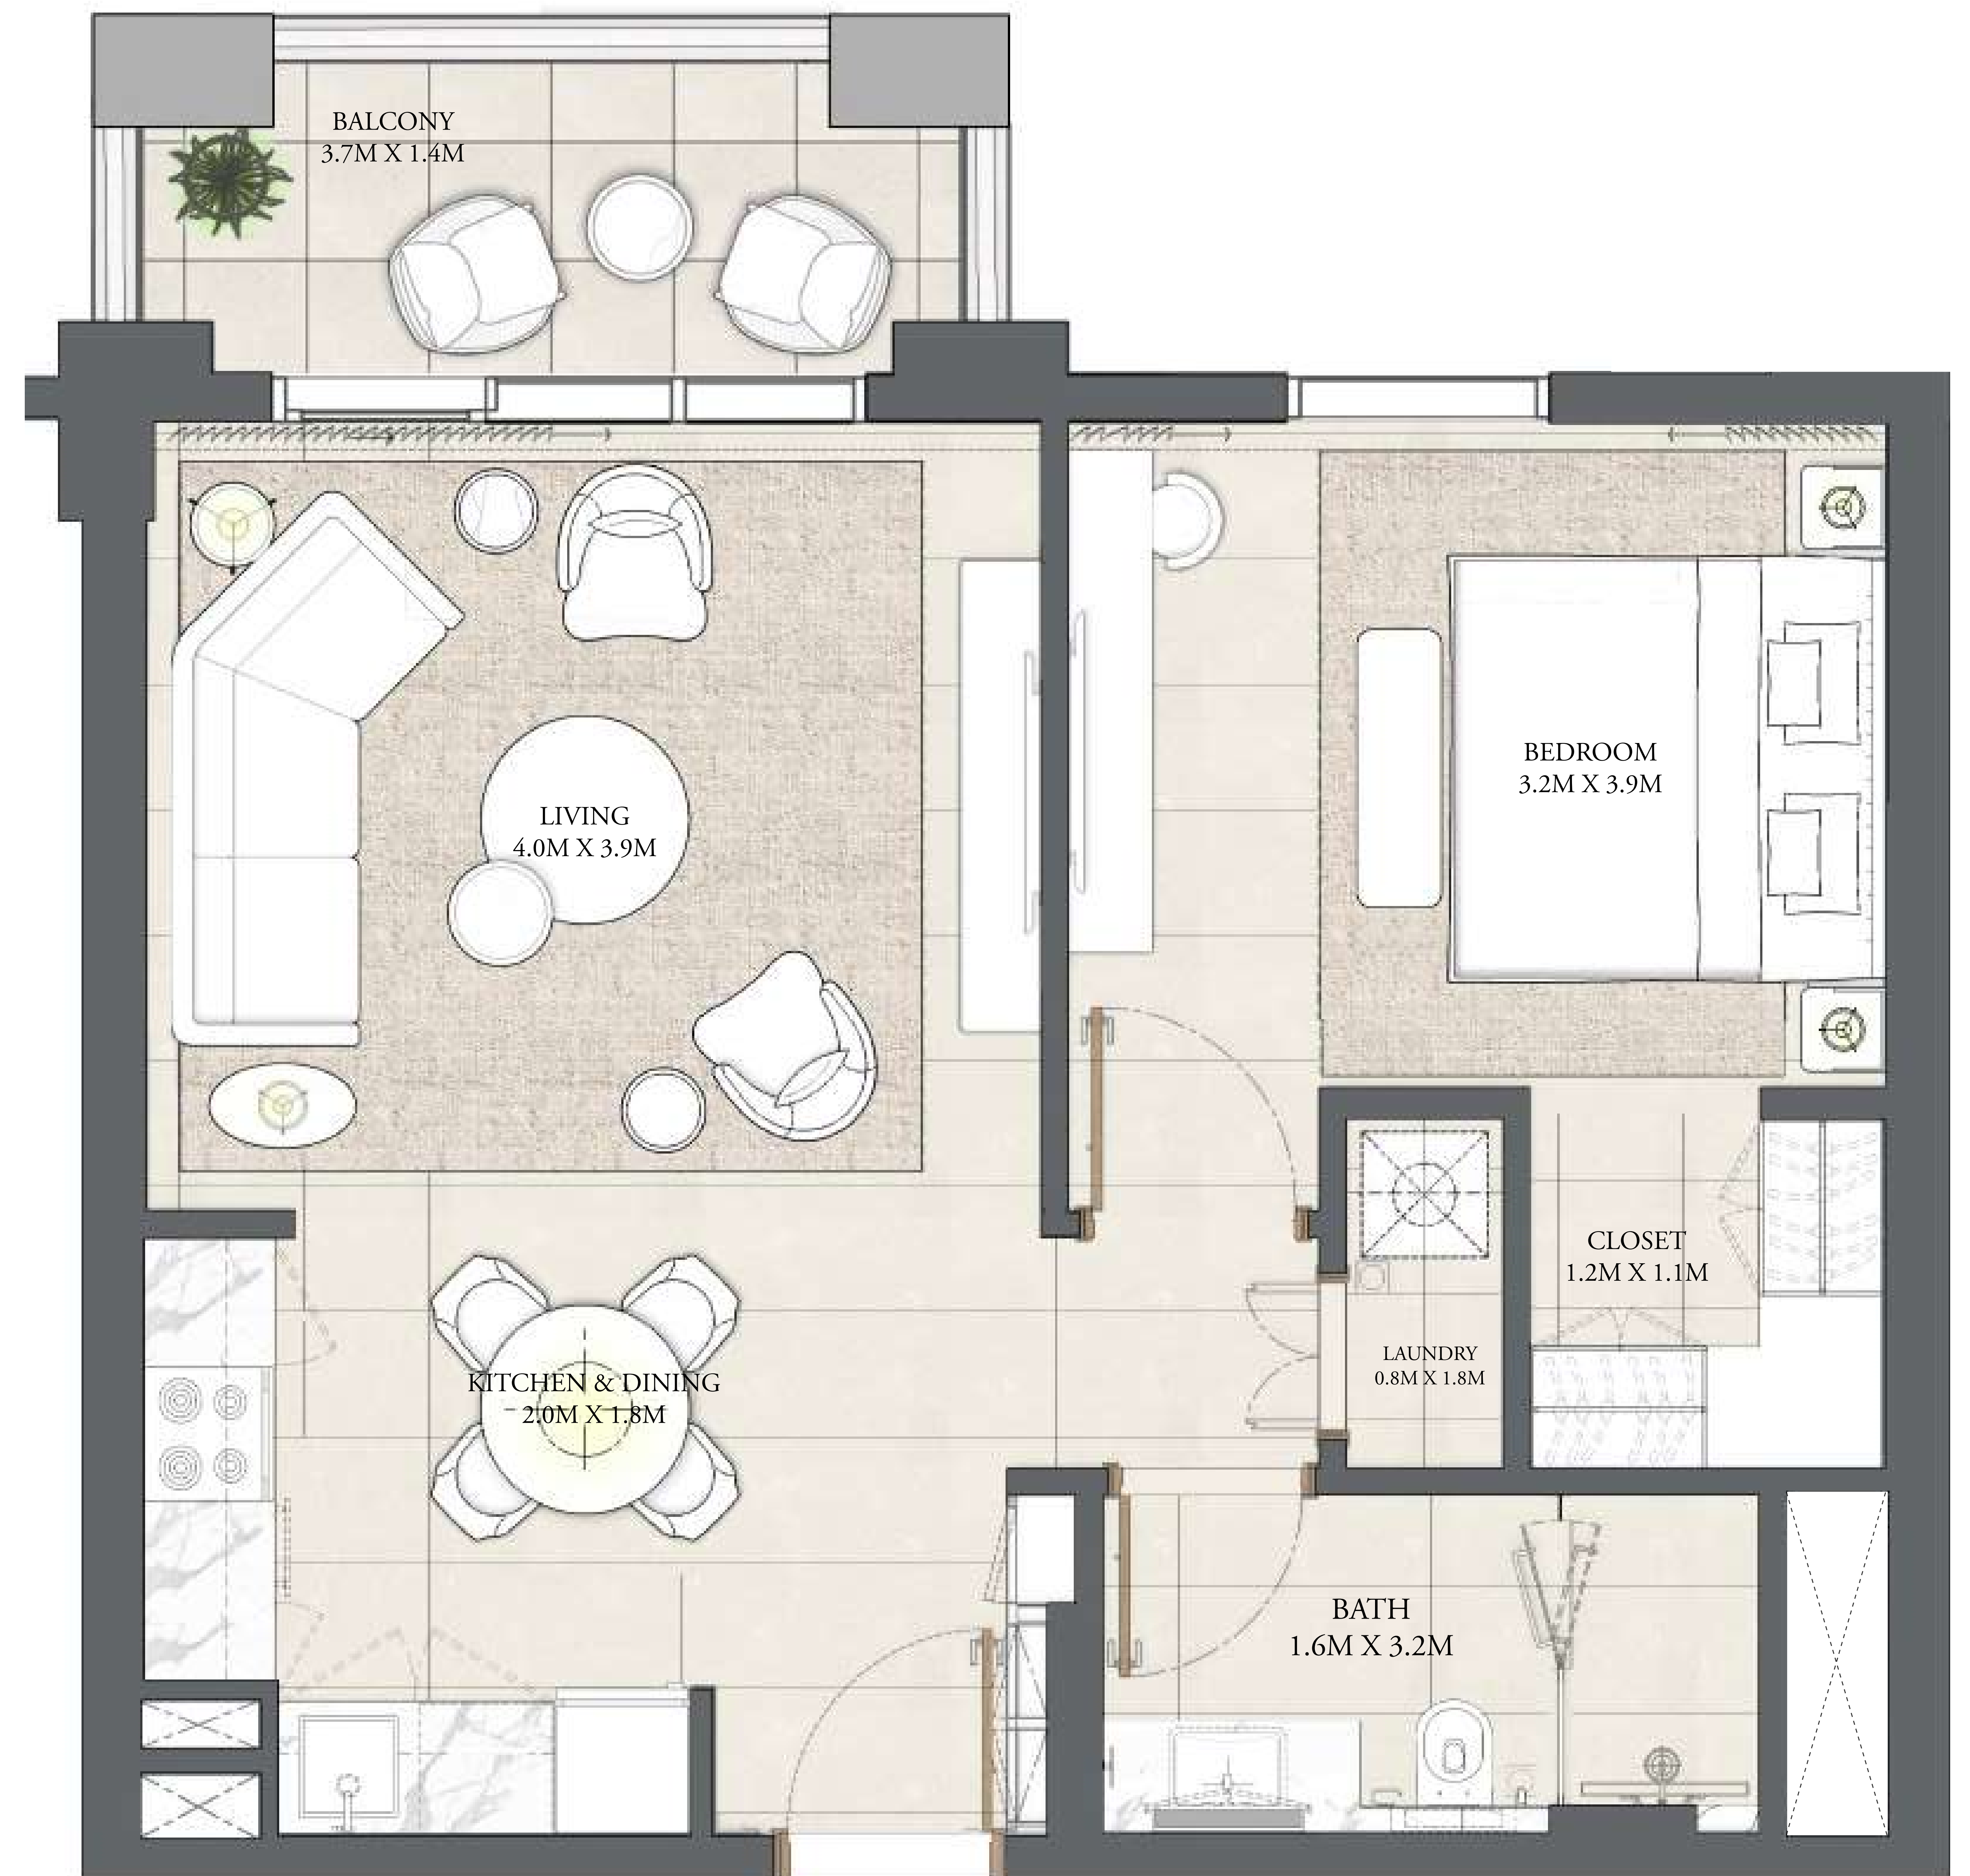 BALCONY
3.7M X 1.4M
LIVING
4.0M X 3.9M
BEDROOM
3.2M X 3.9M
CLOSET
1.2M X 1.1M
LAUNDRY
0.8M X 1.8M
KITCHEN & DINING
2.0M X 1.8M
BATH
1.6M X 3.2M